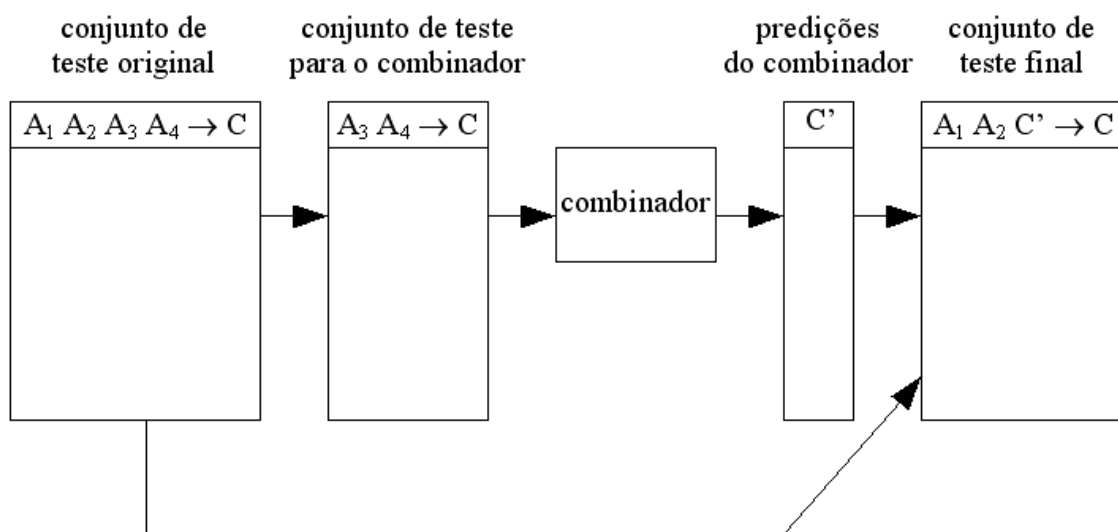 conjunto de
teste original
conjunto de teste
para o combinador
predições
do combinador
conjunto de
teste final
A₁ A₂ A₃ A₄ → C
A₃ A₄ → C
combinador
C’
A₁ A₂ C’ → C